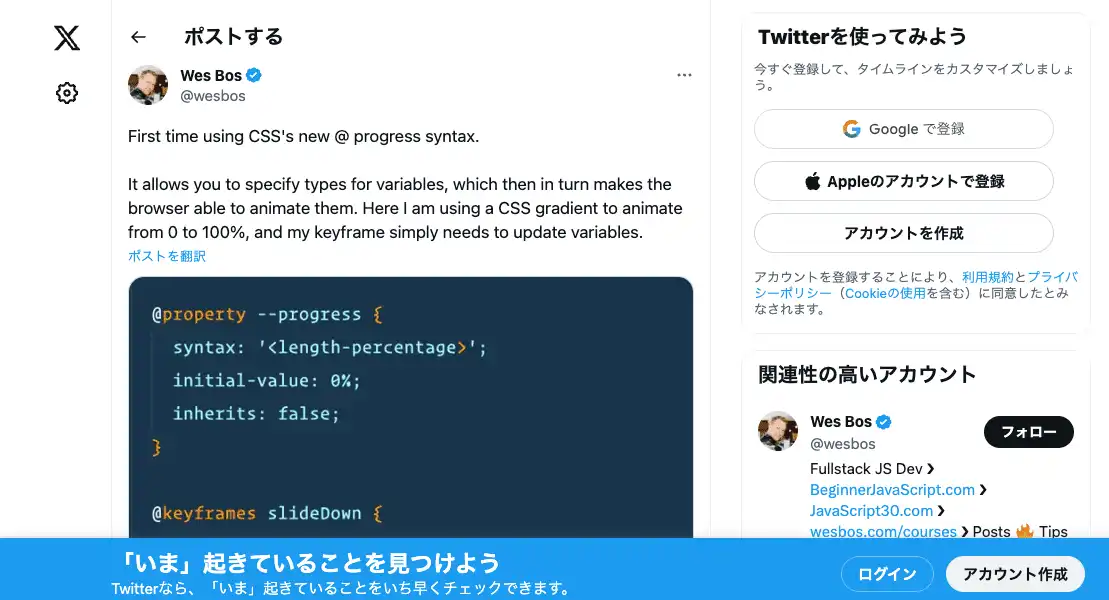 ポストする
Wes Bos
@wesbos
First time using CSS's new @ progress syntax.
It allows you to specify types for variables, which then in turn makes the
browser able to animate them. Here I am using a CSS gradient to animate
from 0 to 100%, and my keyframe simply needs to update variables.
ポストを翻訳
@property --progress {
syntax: '<length-percentage>';
initial-value: 0%;
inherits: false;
}
@keyframes slideDown {
Twitterを使ってみよう
今すぐ登録して、タイムラインをカスタマイズしましょ
う。
Google で登録
Appleのアカウントで登録
アカウントを作成
アカウントを登録することにより、利用規約とプライバ
シーポリシー（Cookieの使用を含む）に同意したとみ
なされます。
関連性の高いアカウント
Wes Bos
@wesbos
フォロー
Fullstack JS Dev ❯
BeginnerJavaScript.com ❯
JavaScript30.com ❯
wesbos.com/courses ❯ Posts 🔥 Tips
「いま」起きていることを見つけよう
Twitterなら、「いま」起きていることをいち早くチェックできます。
ログイン
アカウント作成